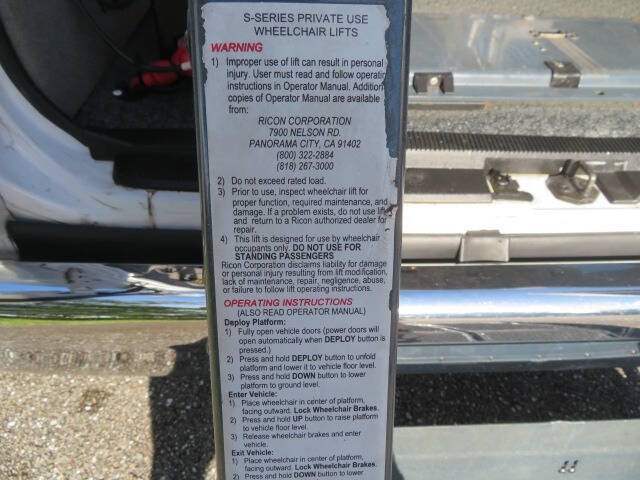 S-SERIES PRIVATE USE
WHEELCHAIR LIFTS
WARNING
1) Improper use of lift can result in personal
injury. User must read and follow operatin
instructions in Operator Manual. Addition
copies of Operator Manual are available
from:
RICON CORPORATION
7900 NELSON RD.
PANORAMA CITY, CA 91402
(800) 322-2884
(818) 267-3000
2) Do not exceed rated load.
3) Prior to use, inspect wheelchair lift for
proper function, required maintenance, and
damage. If a problem exists, do not use lift
and return to a Ricon authorized dealer for
repair.
4) This lift is designed for use by wheelchair
occupants only. DO NOT USE FOR
STANDING PASSENGERS
Ricon Corporation disclaims liability for damage
or personal injury resulting from lift modification,
lack of maintenance, repair, negligence, abuse,
or failure to follow lift operating instructions.
OPERATING INSTRUCTIONS
(ALSO READ OPERATOR MANUAL)
Deploy Platform:
1) Fully open vehicle doors (power doors will
open automatically when DEPLOY button is
pressed.)
2) Press and hold DEPLOY button to unfold
platform and lower it to vehicle floor level.
3) Press and hold DOWN button to lower
platform to ground level.
Enter Vehicle:
1) Place wheelchair in center of platform,
facing outward. Lock Wheelchair Brakes.
2) Press and hold UP button to raise platform
to vehicle floor level.
3) Release wheelchair brakes and enter
vehicle.
Exit Vehicle:
1) Place wheelchair in center of platform,
facing outward. Lock Wheelchair Brakes.
2) Press and hold DOWN button to lower